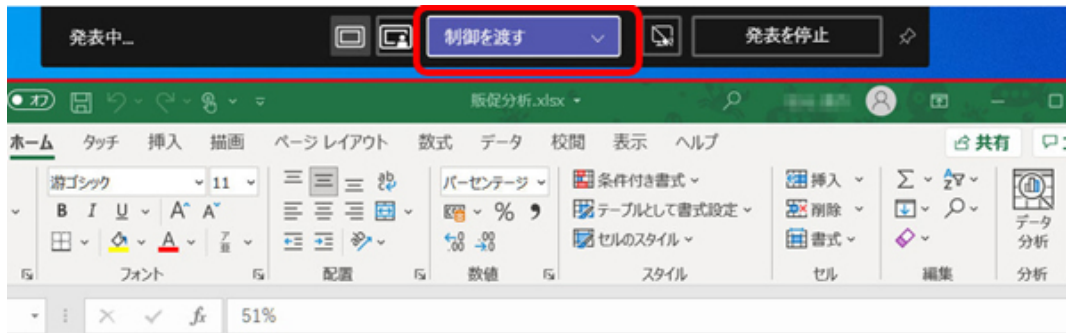 発表中...
制御を渡す
発表を停止
オフ
販促分析.xlsx
ホーム タッチ 挿入 描画 ページ レイアウト 数式 データ 校閲 表示 ヘルプ 共有
游ゴシック 11 パーセンテージ 条件付き書式 挿入
B I U A A % テーブルとして書式設定 削除
A セルのスタイル 書式 データ
分析
フォント 配置 数値 スタイル セル 編集 分析
fx 51%